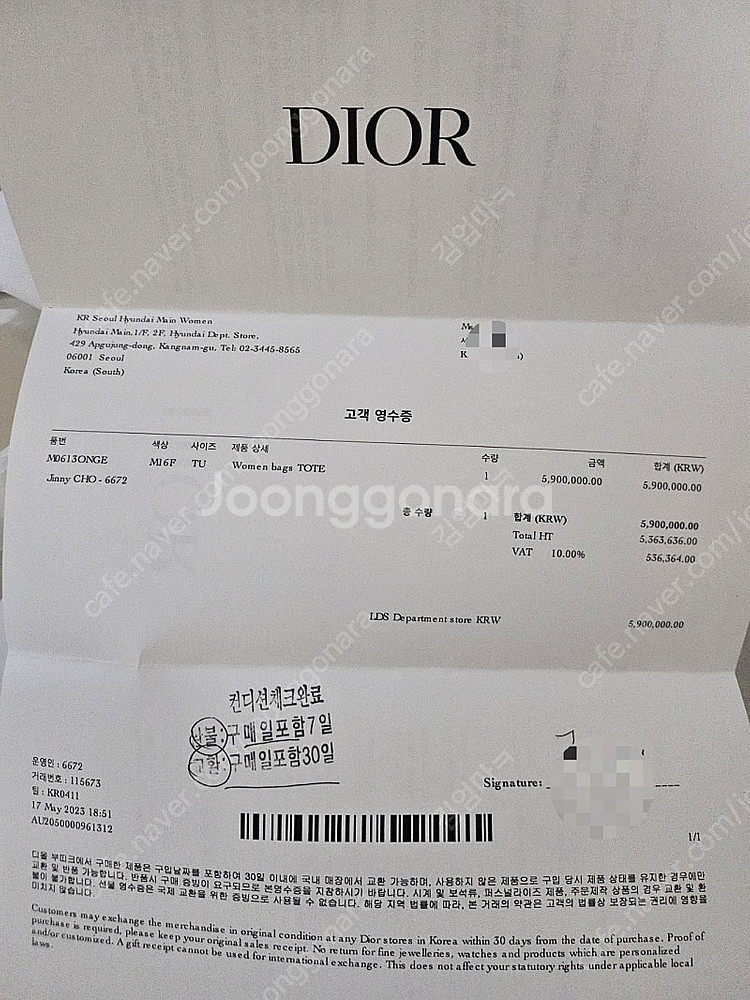 DIOR
KR Seoul Hyundai Main Women
Hyundai Main,1/F, 2F, Hyundai Dept. Store,
429 Apgujung-dong, Kangnam-gu, Tel: 02-3445-8565
06001 Seoul
Korea (South)
고객 영수증
품번 색상 사이즈 제품 상세 수량 금액 합계 (KRW)
M0613ONGE M16F TU Women bags TOTE 1 5,900,000.00 5,900,000.00
Jinny CHO - 6672
Joonggonara
총 수량 1 합계 (KRW) 5,900,000.00
Total HT 5,363,636.00
VAT 10.00% 536,364.00
LDS Department store KRW 5,900,000.00
컨디션체크완료
환불:구매일포함7일
교환:구매일포함30일
운영인 : 6672
거래번호 : 115673
팀 : KR0411
17 May 2023 18:51
AU2050000961312
Signature:
1/1
디올 부띠크에서 구매한 제품은 구입날짜를 포함하여 30일 이내에 국내 매장에서 교환 가능하며, 사용하지 않은 제품으로 구입 당시 제품 상태를 유지한 경우에만
교환 및 반품 가능합니다. 반품시 구매 증빙이 요구되므로 본영수증을 지참하시기 바랍니다. 시계 및 보석류, 퍼스널라이즈 제품, 주문제작 상품의 경우 교환 및 환
불이 불가합니다. 선물 영수증은 국제 교환을 위한 증빙으로 사용될 수 없습니다. 해당 지역 법률에 따라, 본 거래의 약관은 고객의 법률상 보장되는 권리에 영향을
미치지 않습니다.
Customers may exchange the merchandise in original condition at any Dior stores in Korea within 30 days from the date of purchase. Proof of
purchase is required, please keep your original sales receipt. No return for fine jewelleries, watches and products which are personalized
and/or customized. A gift receipt cannot be used for international exchange. This does not affect your statutory rights under applicable local
laws.
cafe.naver.com/joonggonara